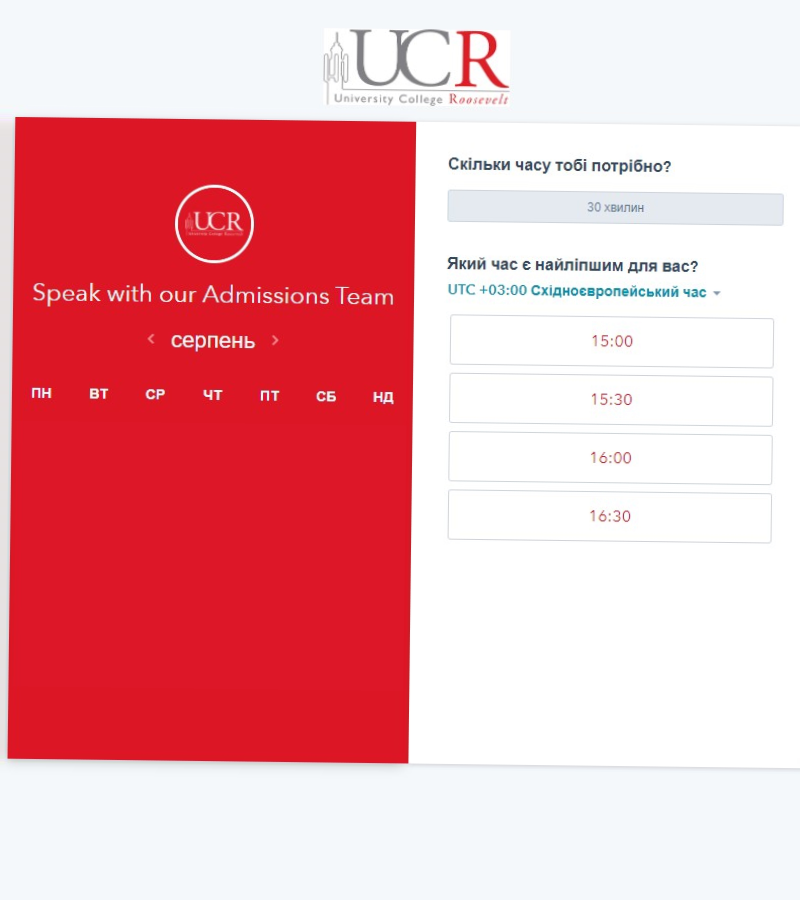 UCR
University College Roosevelt
UCR
Speak with our Admissions Team
серпень
ПН ВТ СР ЧТ ПТ СБ НД
Скільки часу тобі потрібно?
30 хвилин
Який час є найліпшим для вас?
UTC +03:00 Східноєвропейський час
15:00
15:30
16:00
16:30